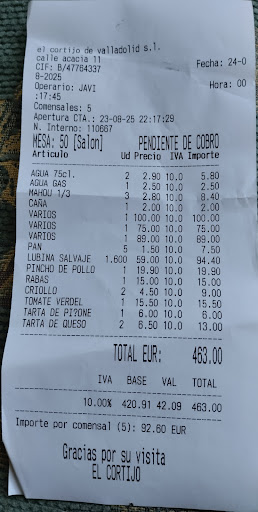 el cortijo de valladolid s.l.
calle acacia 11
CIF: B/47764337 Fecha: 24-0
8-2025
Operario: JAVI Hora: 00
:17:45
Comensales: 5
Apertura CTA.: 23-08-25 22:17:29
N. Interno: 110667
MESA: 50 [Salon] PENDIENTE DE COBRO
Articulo Ud Precio IVA Importe
AGUA 75cl. 2 2.90 10.0 5.80
AGUA GAS 1 2.50 10.0 2.50
MAHOU 1/3 3 2.80 10.0 8.40
CAÑA 1 2.00 10.0 2.00
VARIOS 1 100.00 10.0 100.00
VARIOS 1 75.00 10.0 75.00
VARIOS 1 89.00 10.0 89.00
PAN 5 1.50 10.0 7.50
LUBINA SALVAJE 1.600 59.00 10.0 94.40
PINCHO DE POLLO 1 19.90 10.0 19.90
RABAS 1 15.00 10.0 15.00
CRIOLLO 2 4.50 10.0 9.00
TOMATE VERDEL 1 15.50 10.0 15.50
TARTA DE PI?ONE 1 6.00 10.0 6.00
TARTA DE QUESO 2 6.50 10.0 13.00
TOTAL EUR: 463.00
IVA BASE VAL TOTAL
10.00% 420.91 42.09 463.00
Importe por comensal (5): 92.60 EUR
Gracias por su visita
EL CORTIJO